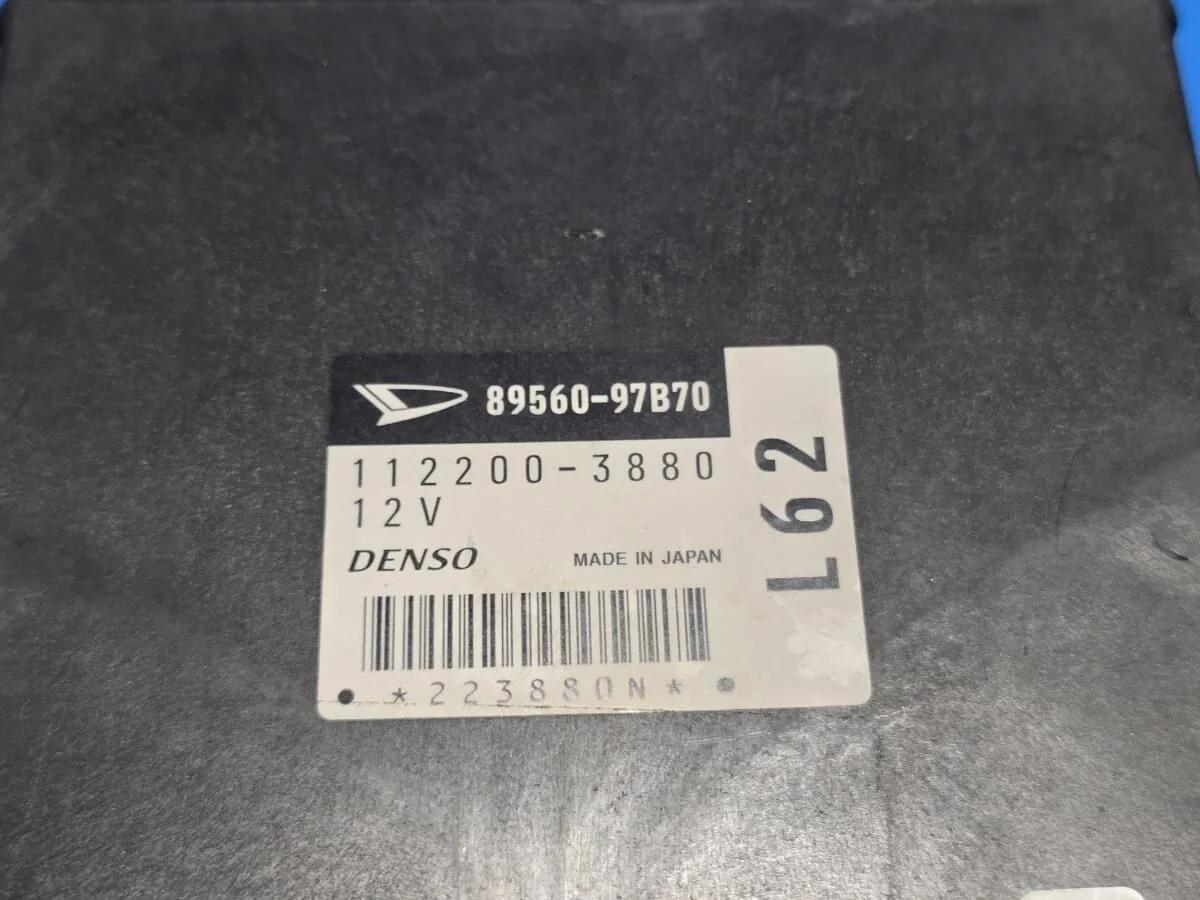 89560-97B70
112200-3880
12V
DENSO MADE IN JAPAN
*223880N*
L62